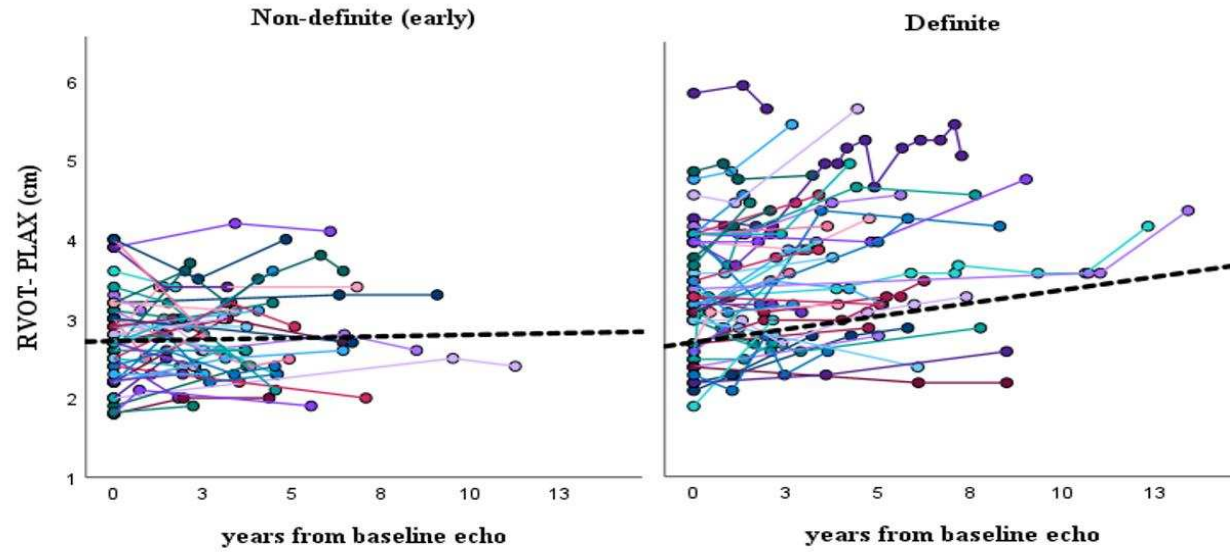 Non-definite (early)
Definite
RVOT- PLAX (cm)
6
5
4
3
2
1
0 3 5 8 10 13
0 3 5 8 10 13
years from baseline echo
years from baseline echo